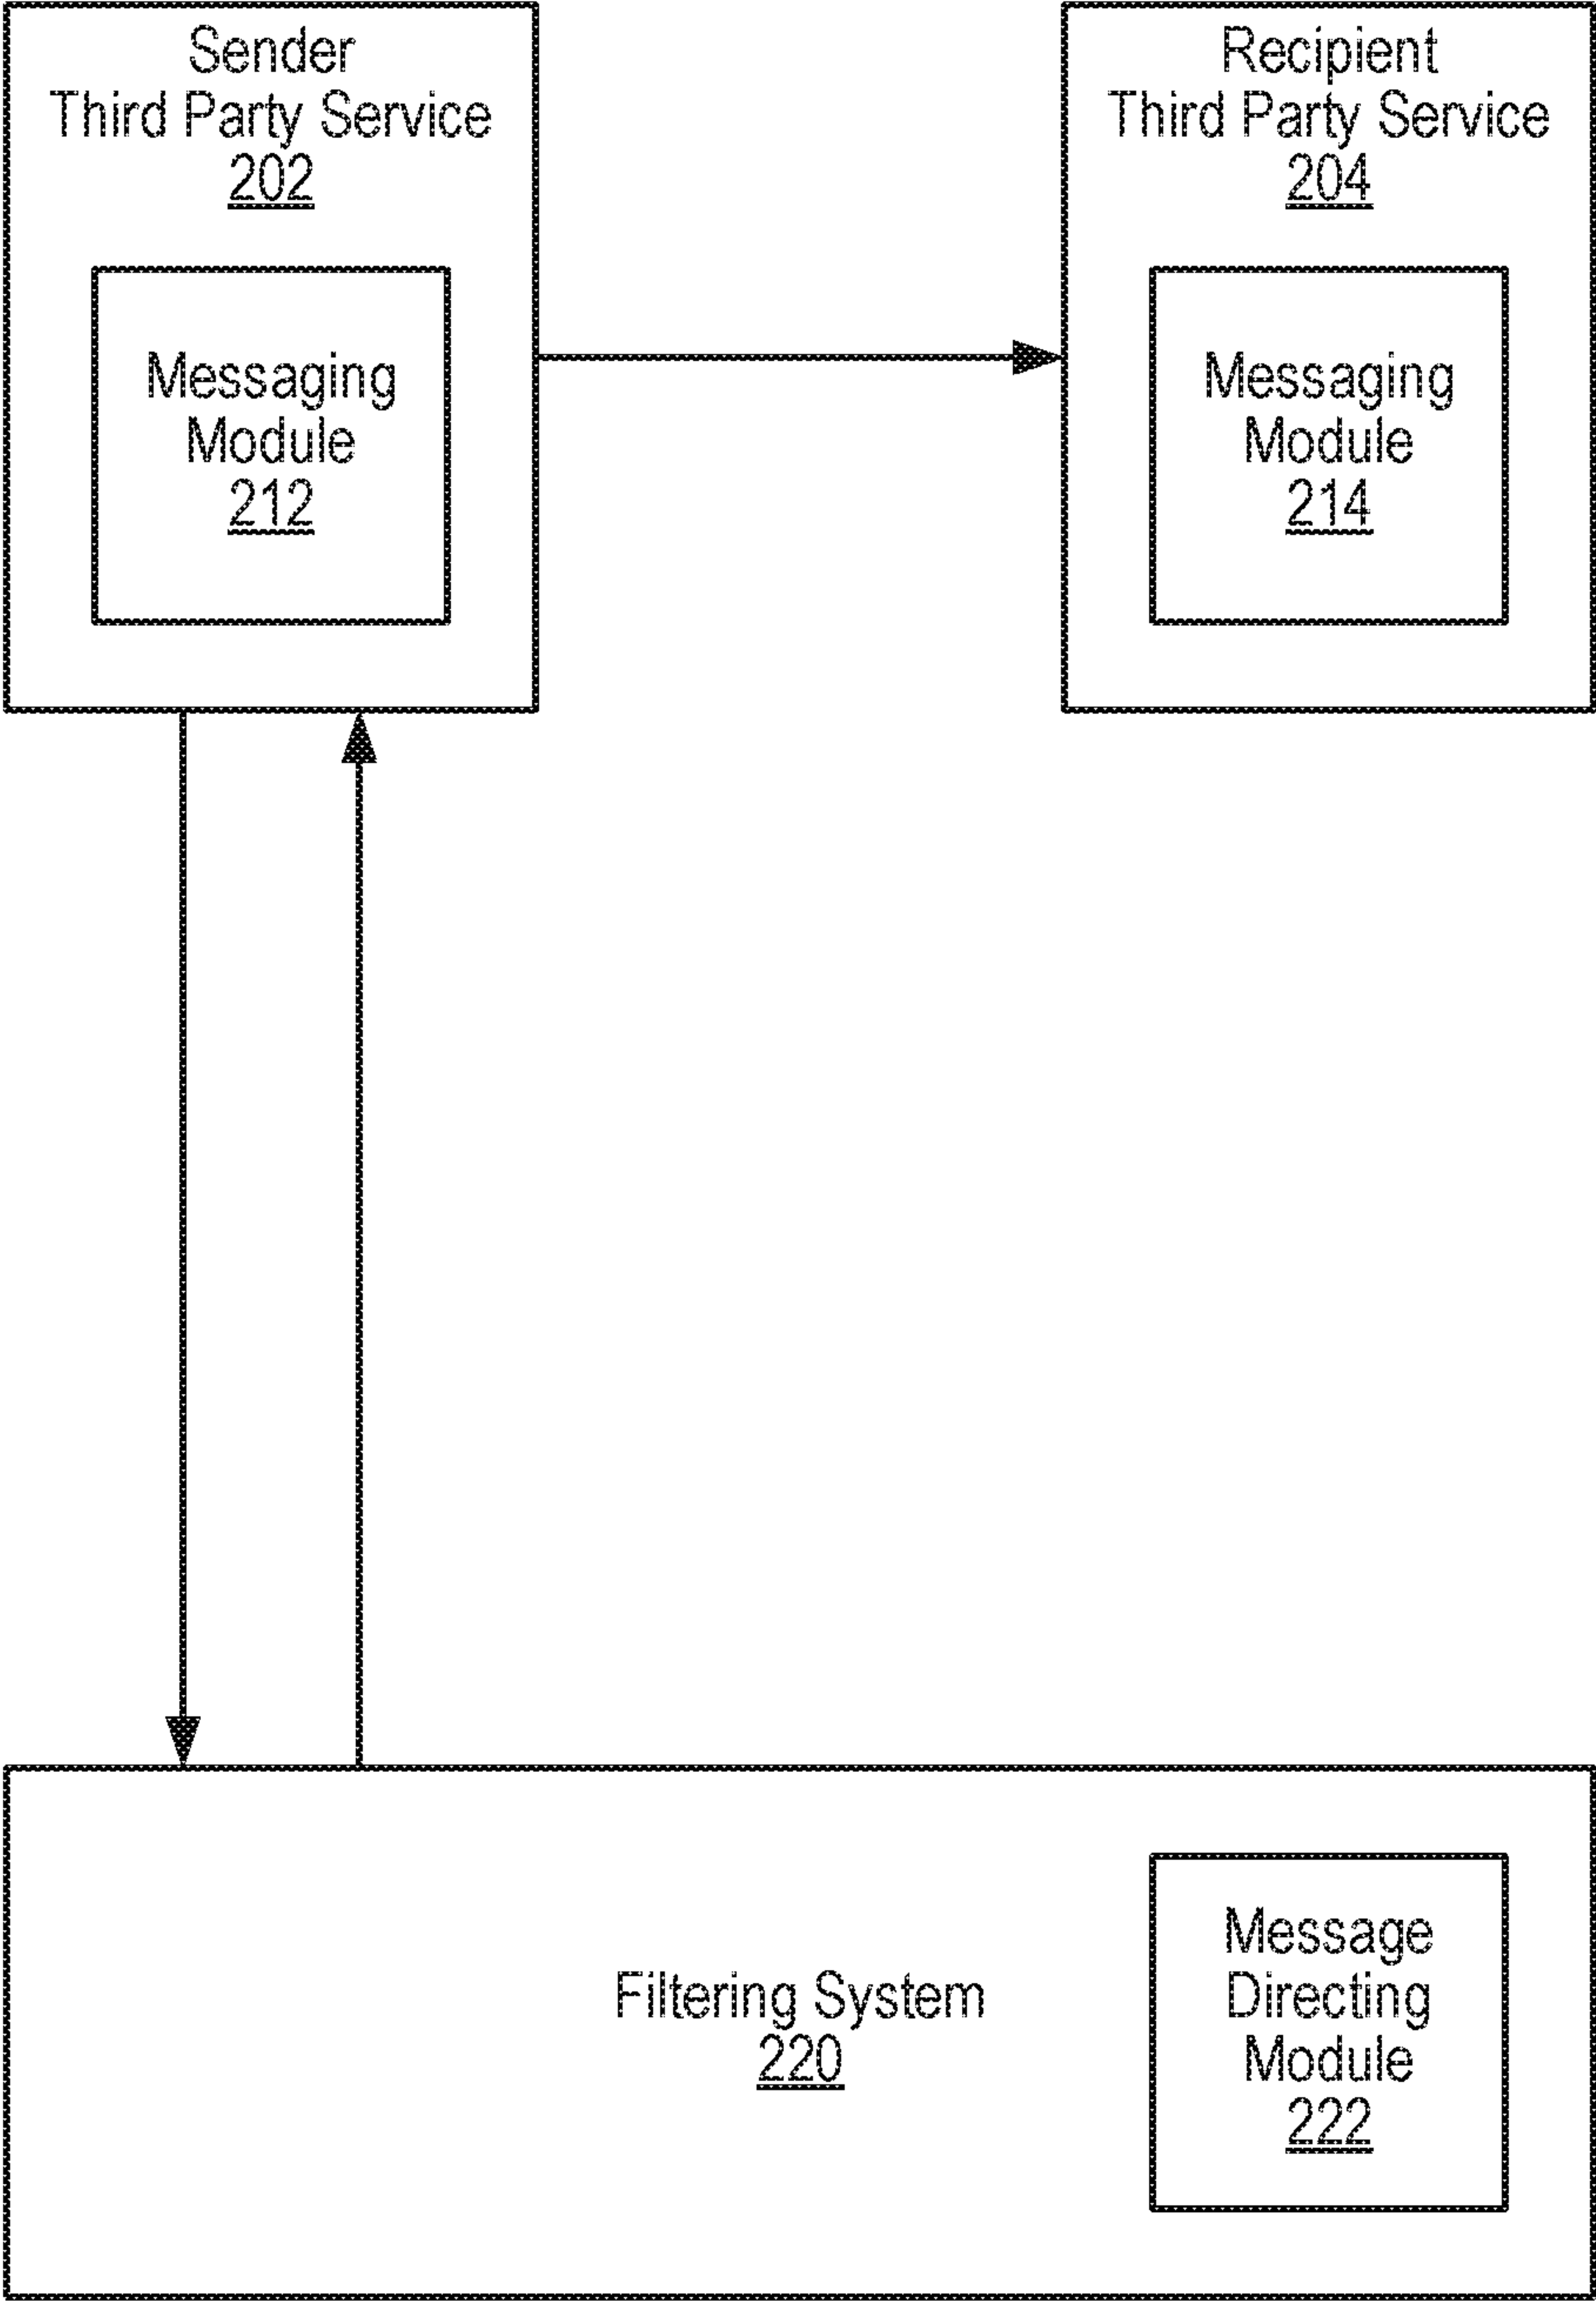 Sender
Third Party Service
202
Messaging
Module
212
Recipient
Third Party Service
204
Messaging
Module
214
Filtering System
220
Message
Directing
Module
222